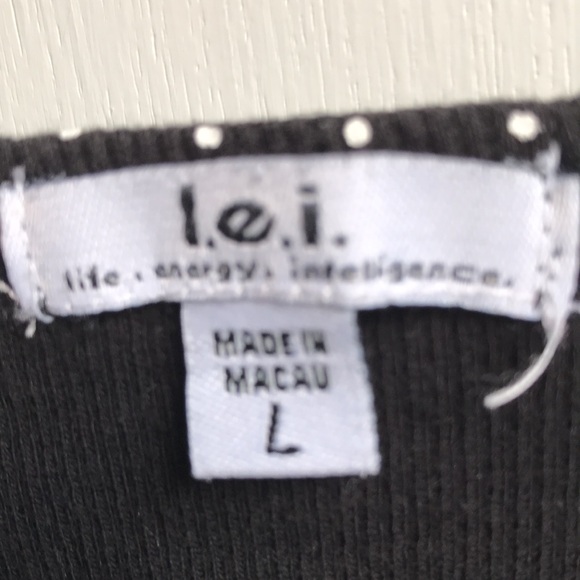 l.e.i.
life . energy . intelligence.
MADE IN
MACAU
L